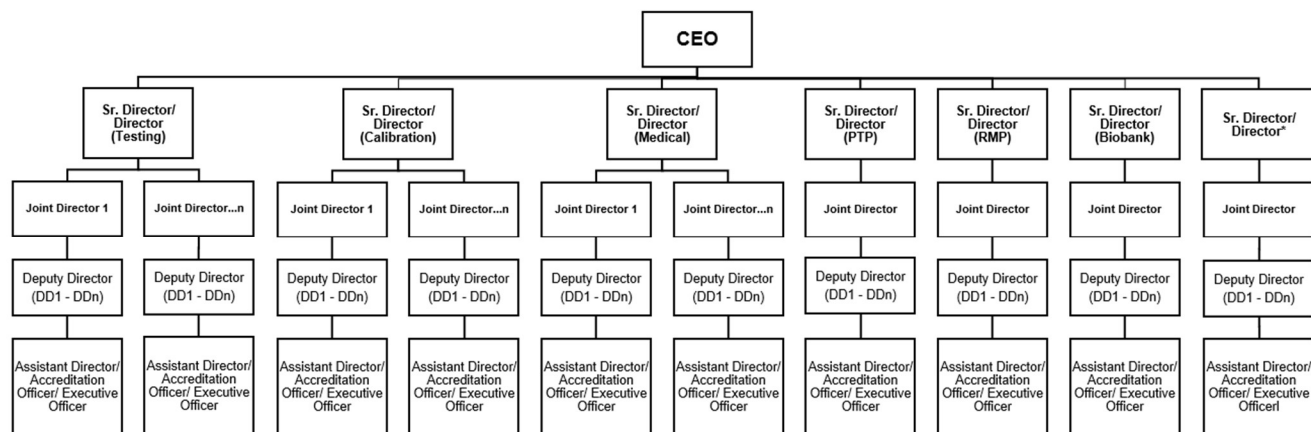 CEO
Sr. Director/
Director
(Testing)
Sr. Director/
Director
(Calibration)
Sr. Director/
Director
(Medical)
Sr. Director/
Director
(PTP)
Sr. Director/
Director
(RMP)
Sr. Director/
Director
(Biobank)
Sr. Director/
Director*
Joint Director 1
Joint Director...n
Joint Director 1
Joint Director...n
Joint Director 1
Joint Director...n
Joint Director
Joint Director
Joint Director
Joint Director
Deputy Director
(DD1 - DDn)
Deputy Director
(DD1 - DDn)
Deputy Director
(DD1 - DDn)
Deputy Director
(DD1 - DDn)
Deputy Director
(DD1 - DDn)
Deputy Director
(DD1 - DDn)
Deputy Director
(DD1 - DDn)
Deputy Director
(DD1 - DDn)
Deputy Director
(DD1 - DDn)
Deputy Director
(DD1 - DDn)
Assistant Director/
Accreditation
Officer/ Executive
Officer
Assistant Director/
Accreditation
Officer/ Executive
Officer
Assistant Director/
Accreditation
Officer/ Executive
Officer
Assistant Director/
Accreditation
Officer/ Executive
Officer
Assistant Director/
Accreditation
Officer/ Executive
Officer
Assistant Director/
Accreditation
Officer/ Executive
Officer
Assistant Director/
Accreditation
Officer/ Executive
Officer
Assistant Director/
Accreditation
Officer/ Executive
Officer
Assistant Director/
Accreditation
Officer/ Executive
Officer
Assistant Director/
Accreditation
Officer/ Executive
Officerl